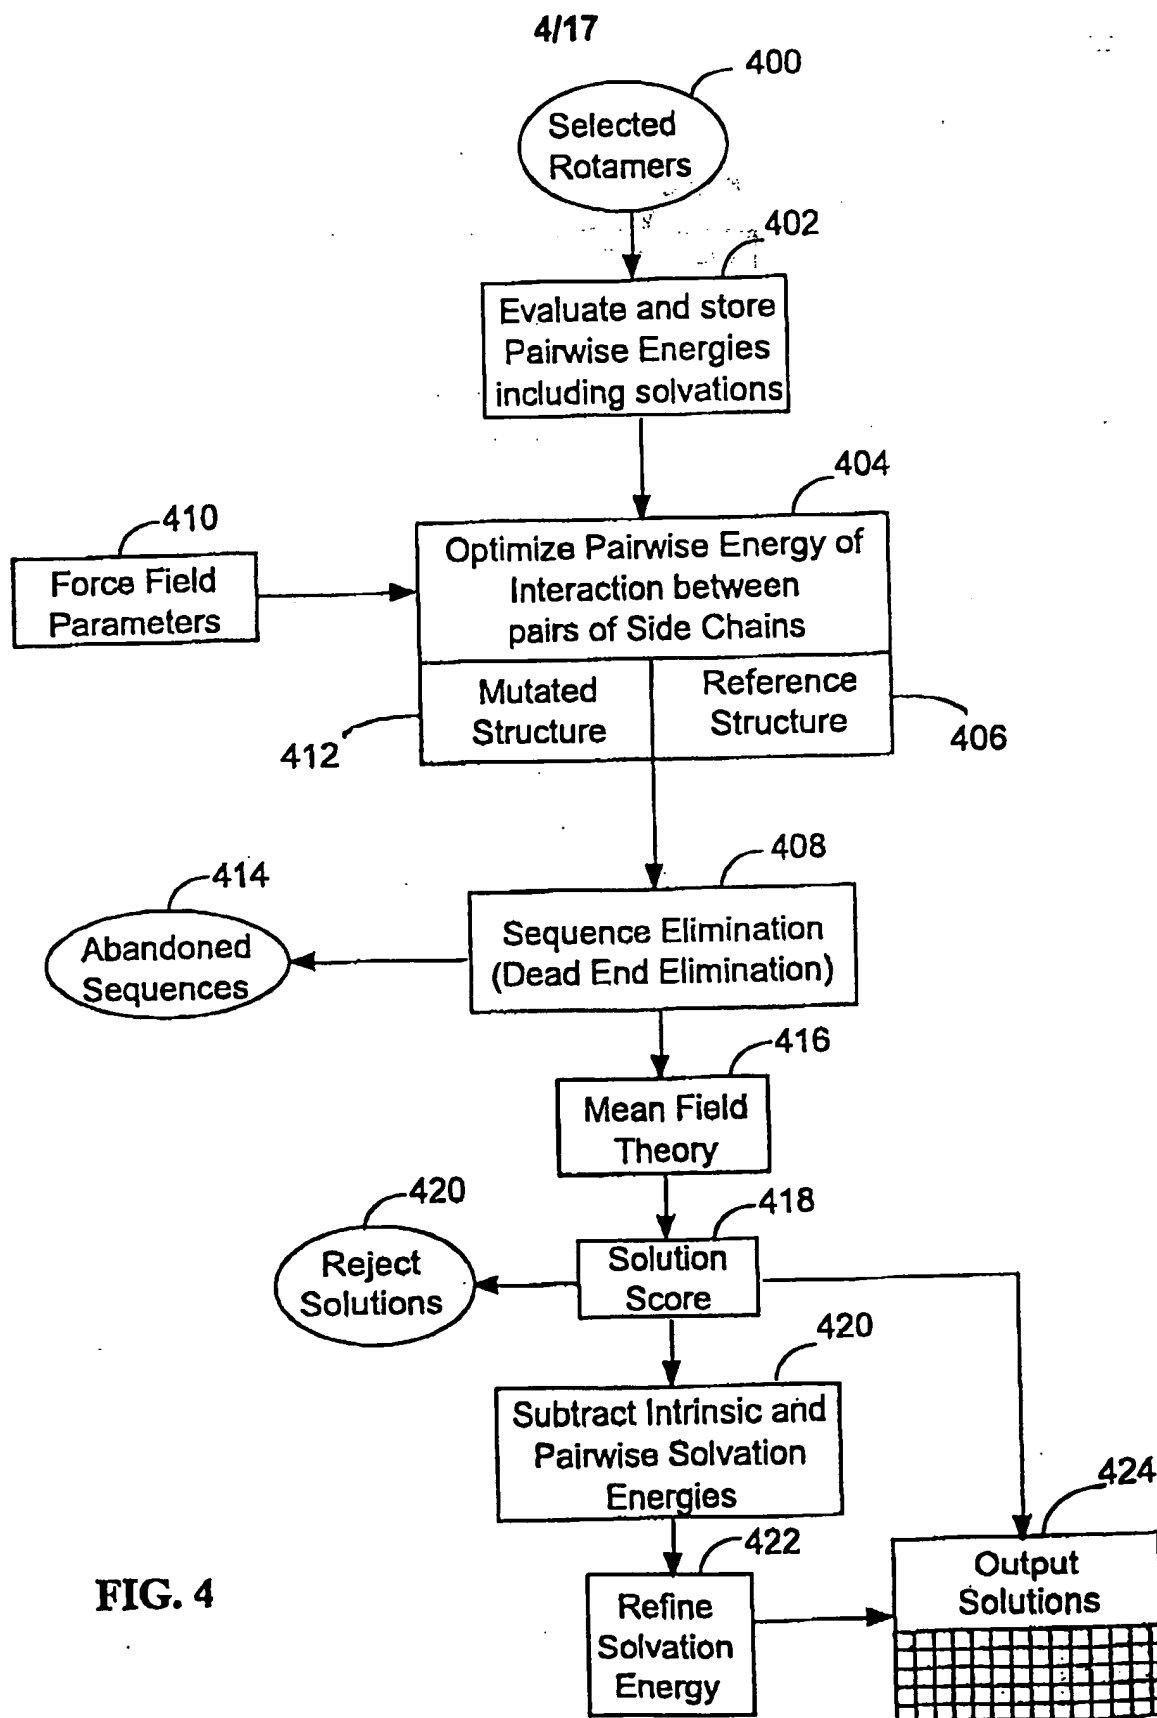 4/17
400
Selected
Rotamers
402
Evaluate and store
Pairwise Energies
including solvations
404
410
Force Field
Parameters
Optimize Pairwise Energy of
Interaction between
pairs of Side Chains
Mutated
Structure
Reference
Structure
412
406
408
414
Abandoned
Sequences
Sequence Elimination
(Dead End Elimination)
416
Mean Field
Theory
420
418
Reject
Solutions
Solution
Score
420
Subtract Intrinsic and
Pairwise Solvation
Energies
424
422
Output
Solutions
FIG. 4
Refine
Solvation
Energy